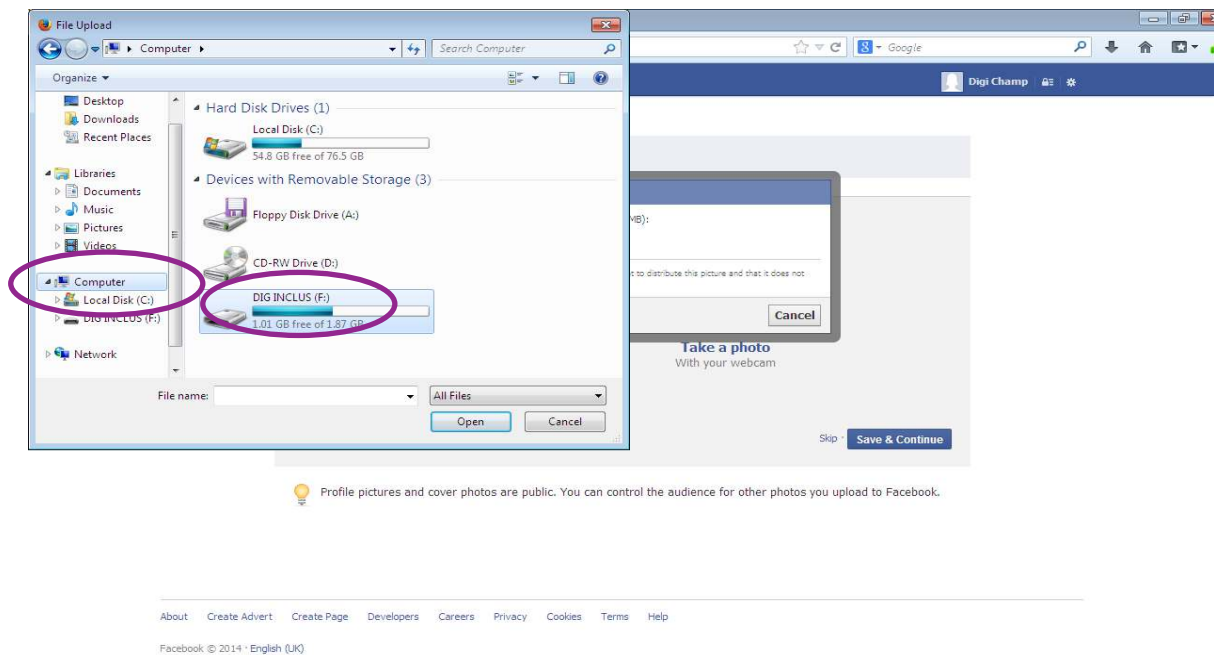 File Upload
Computer
Search Computer
Google
Organize
Digi Champ
Desktop
Downloads
Recent Places
Libraries
Documents
Music
Pictures
Videos
Computer
Local Disk (C:)
DIG INCLUS (F:)
Network
Hard Disk Drives (1)
Local Disk (C:)
54.8 GB free of 76.5 GB
Devices with Removable Storage (3)
Floppy Disk Drive (A:)
CD-RW Drive (D:)
DIG INCLUS (F:)
1.01 GB free of 1.87 GB
File name:
All Files
Open Cancel
MB):
t to distribute this picture and that it does not
Cancel
Take a photo
With your webcam
Skip · Save & Continue
Profile pictures and cover photos are public. You can control the audience for other photos you upload to Facebook.
About Create Advert Create Page Developers Careers Privacy Cookies Terms Help
Facebook © 2014 · English (UK)